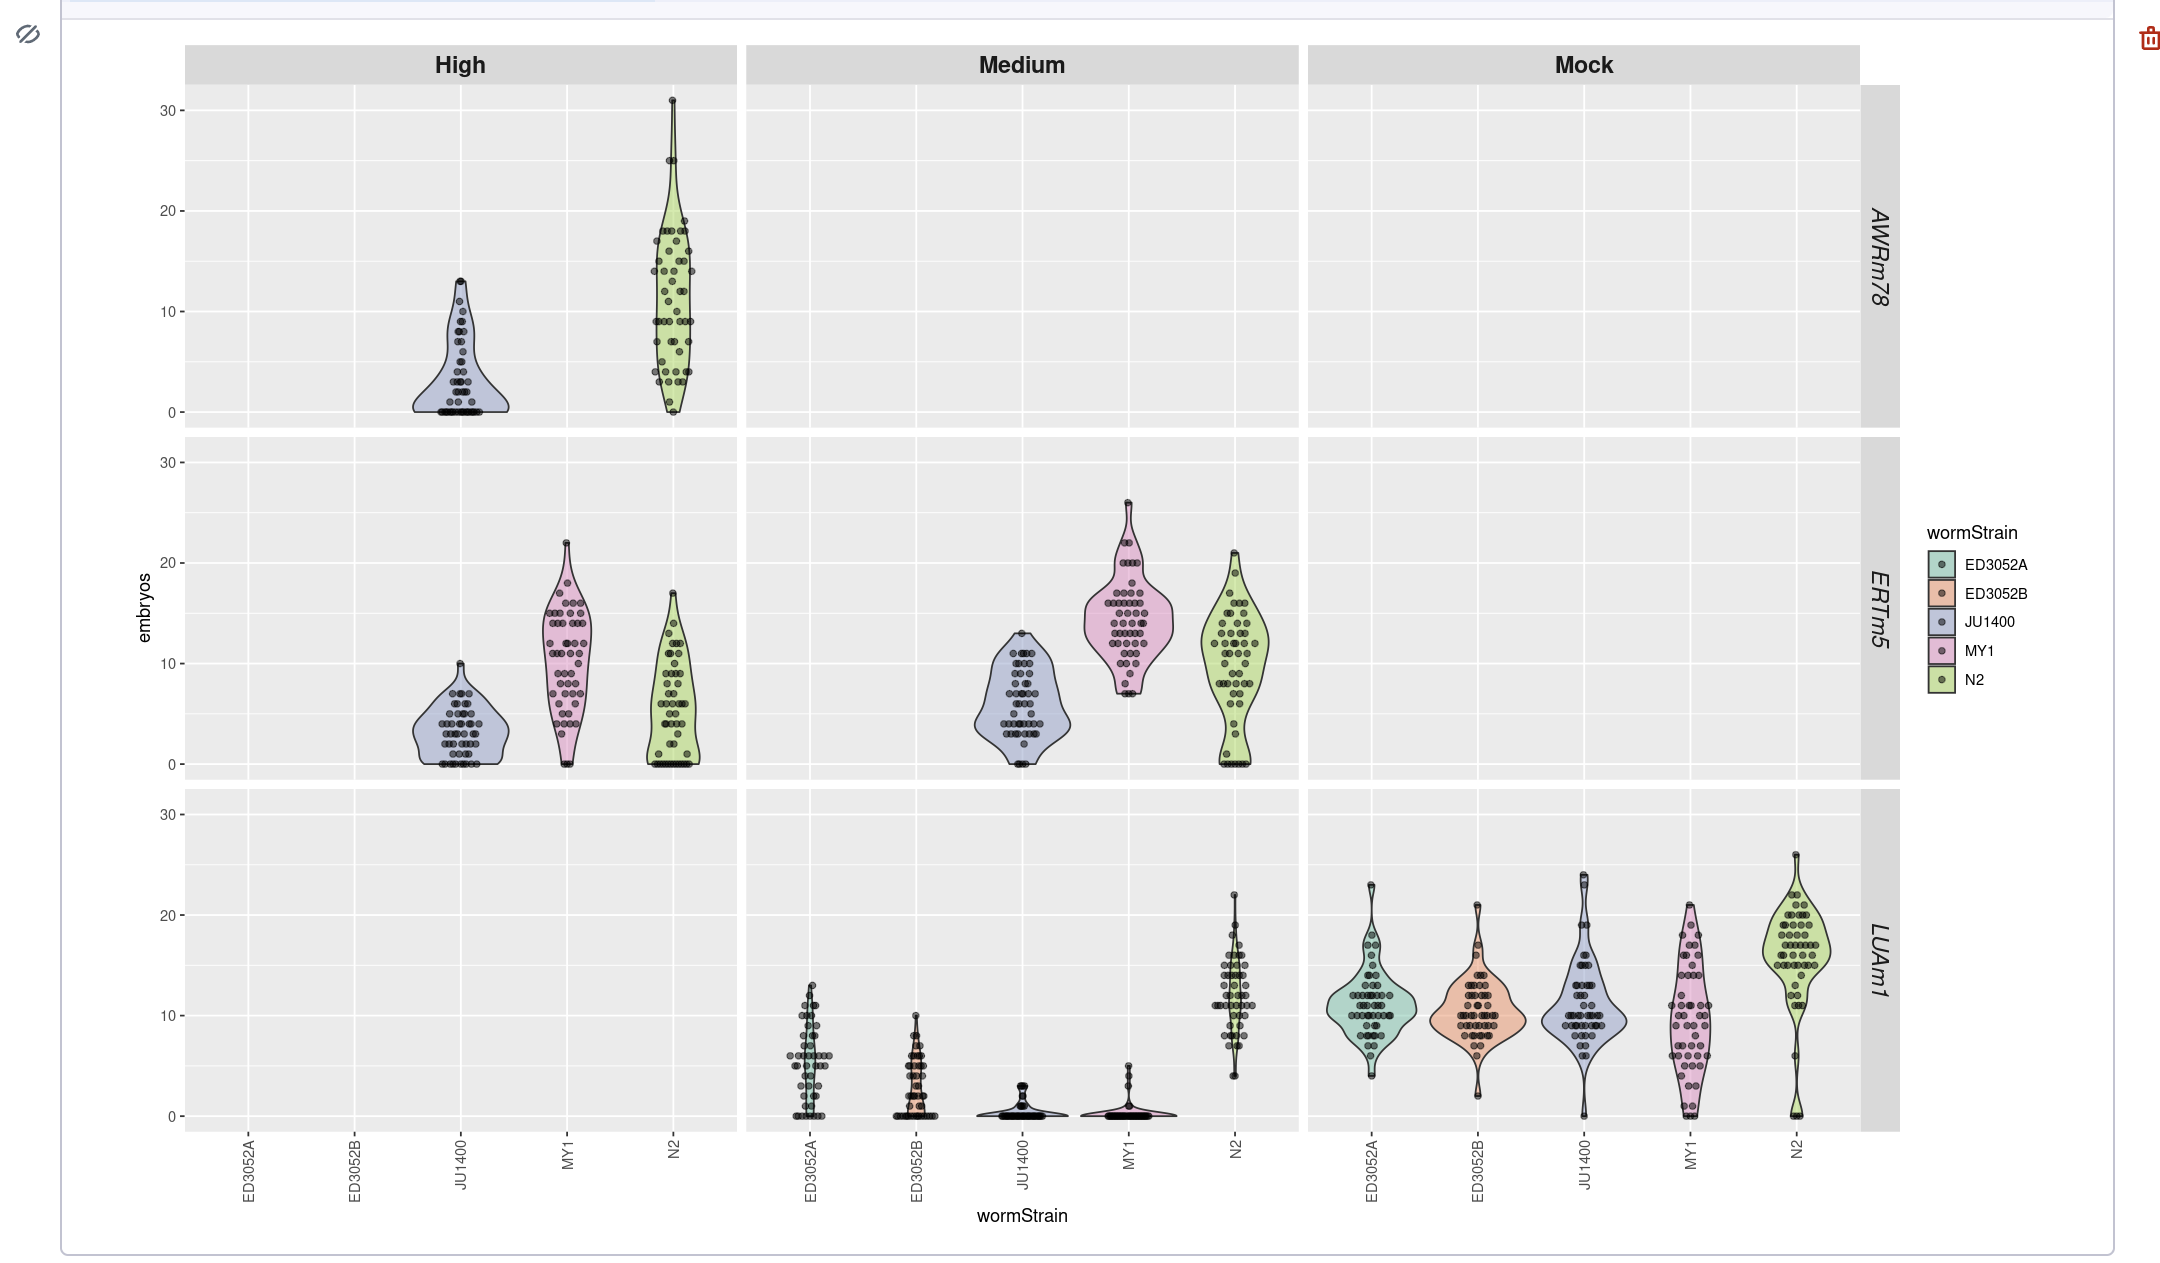 High Medium Mock
30
20
10
0
AWRm78
30
20
10
0
ERTm5
30
20
10
0
LUAm1
embryos
ED3052A ED3052B JU1400 MY1 N2 ED3052A ED3052B JU1400 MY1 N2 ED3052A ED3052B JU1400 MY1 N2
wormStrain
wormStrain
ED3052A
ED3052B
JU1400
MY1
N2